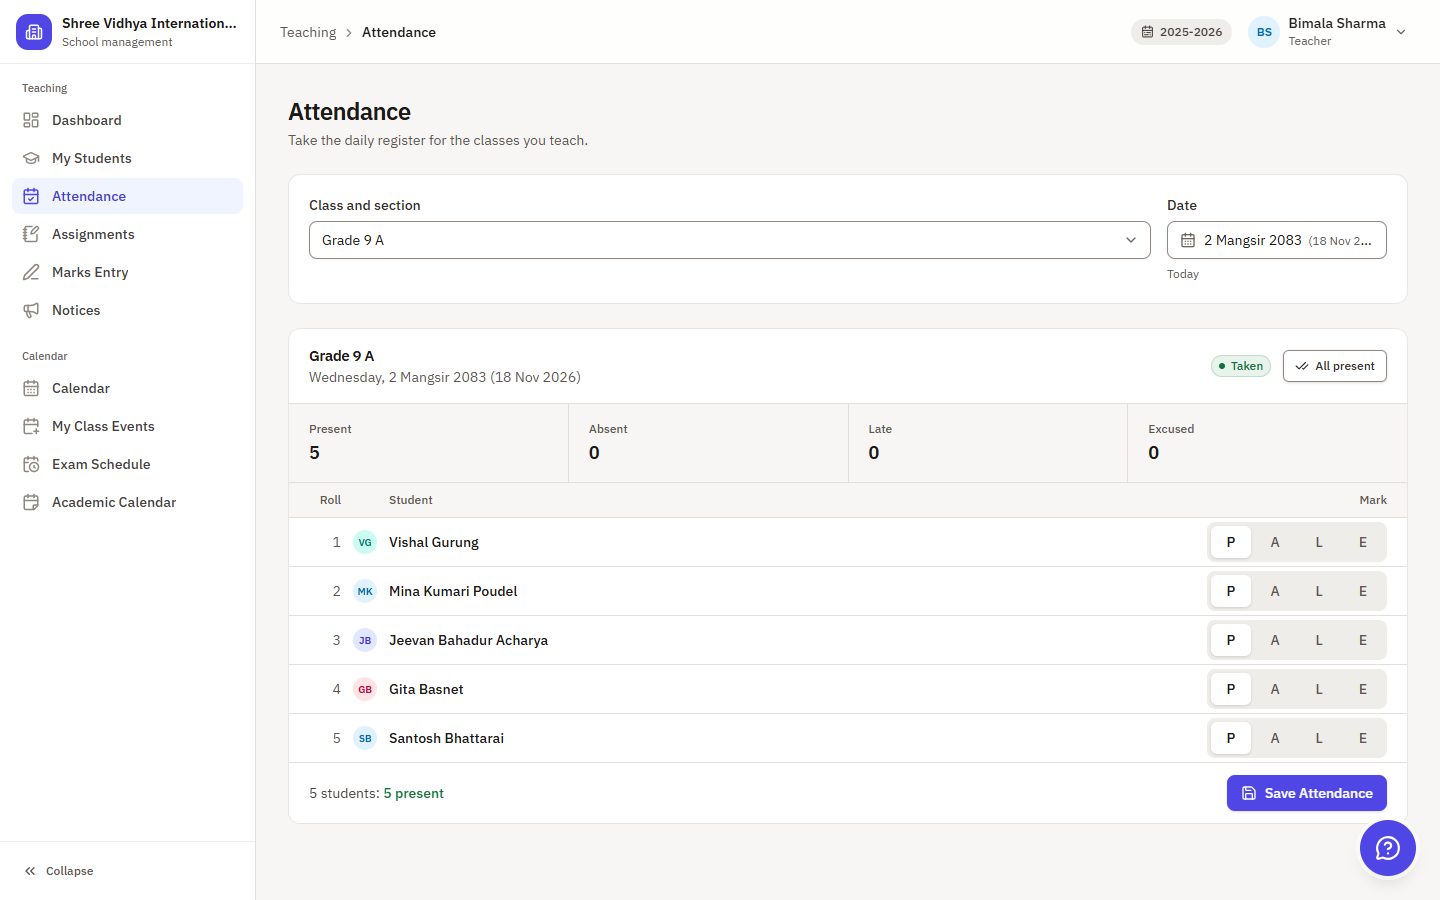 Shree Vidhya Internation...
School management
Teaching
Dashboard
My Students
Attendance
Assignments
Marks Entry
Notices
Calendar
Calendar
My Class Events
Exam Schedule
Academic Calendar
Collapse
Teaching > Attendance
2025-2026
BS
Bimala Sharma
Teacher
Attendance
Take the daily register for the classes you teach.
Class and section
Grade 9 A
Date
2 Mangsir 2083 (18 Nov 2...
Today
Grade 9 A
Wednesday, 2 Mangsir 2083 (18 Nov 2026)
Taken
All present
Present
5
Absent
0
Late
0
Excused
0
Roll Student Mark
1 VG Vishal Gurung P A L E
2 MK Mina Kumari Poudel P A L E
3 JB Jeevan Bahadur Acharya P A L E
4 GB Gita Basnet P A L E
5 SB Santosh Bhattarai P A L E
5 students: 5 present
Save Attendance